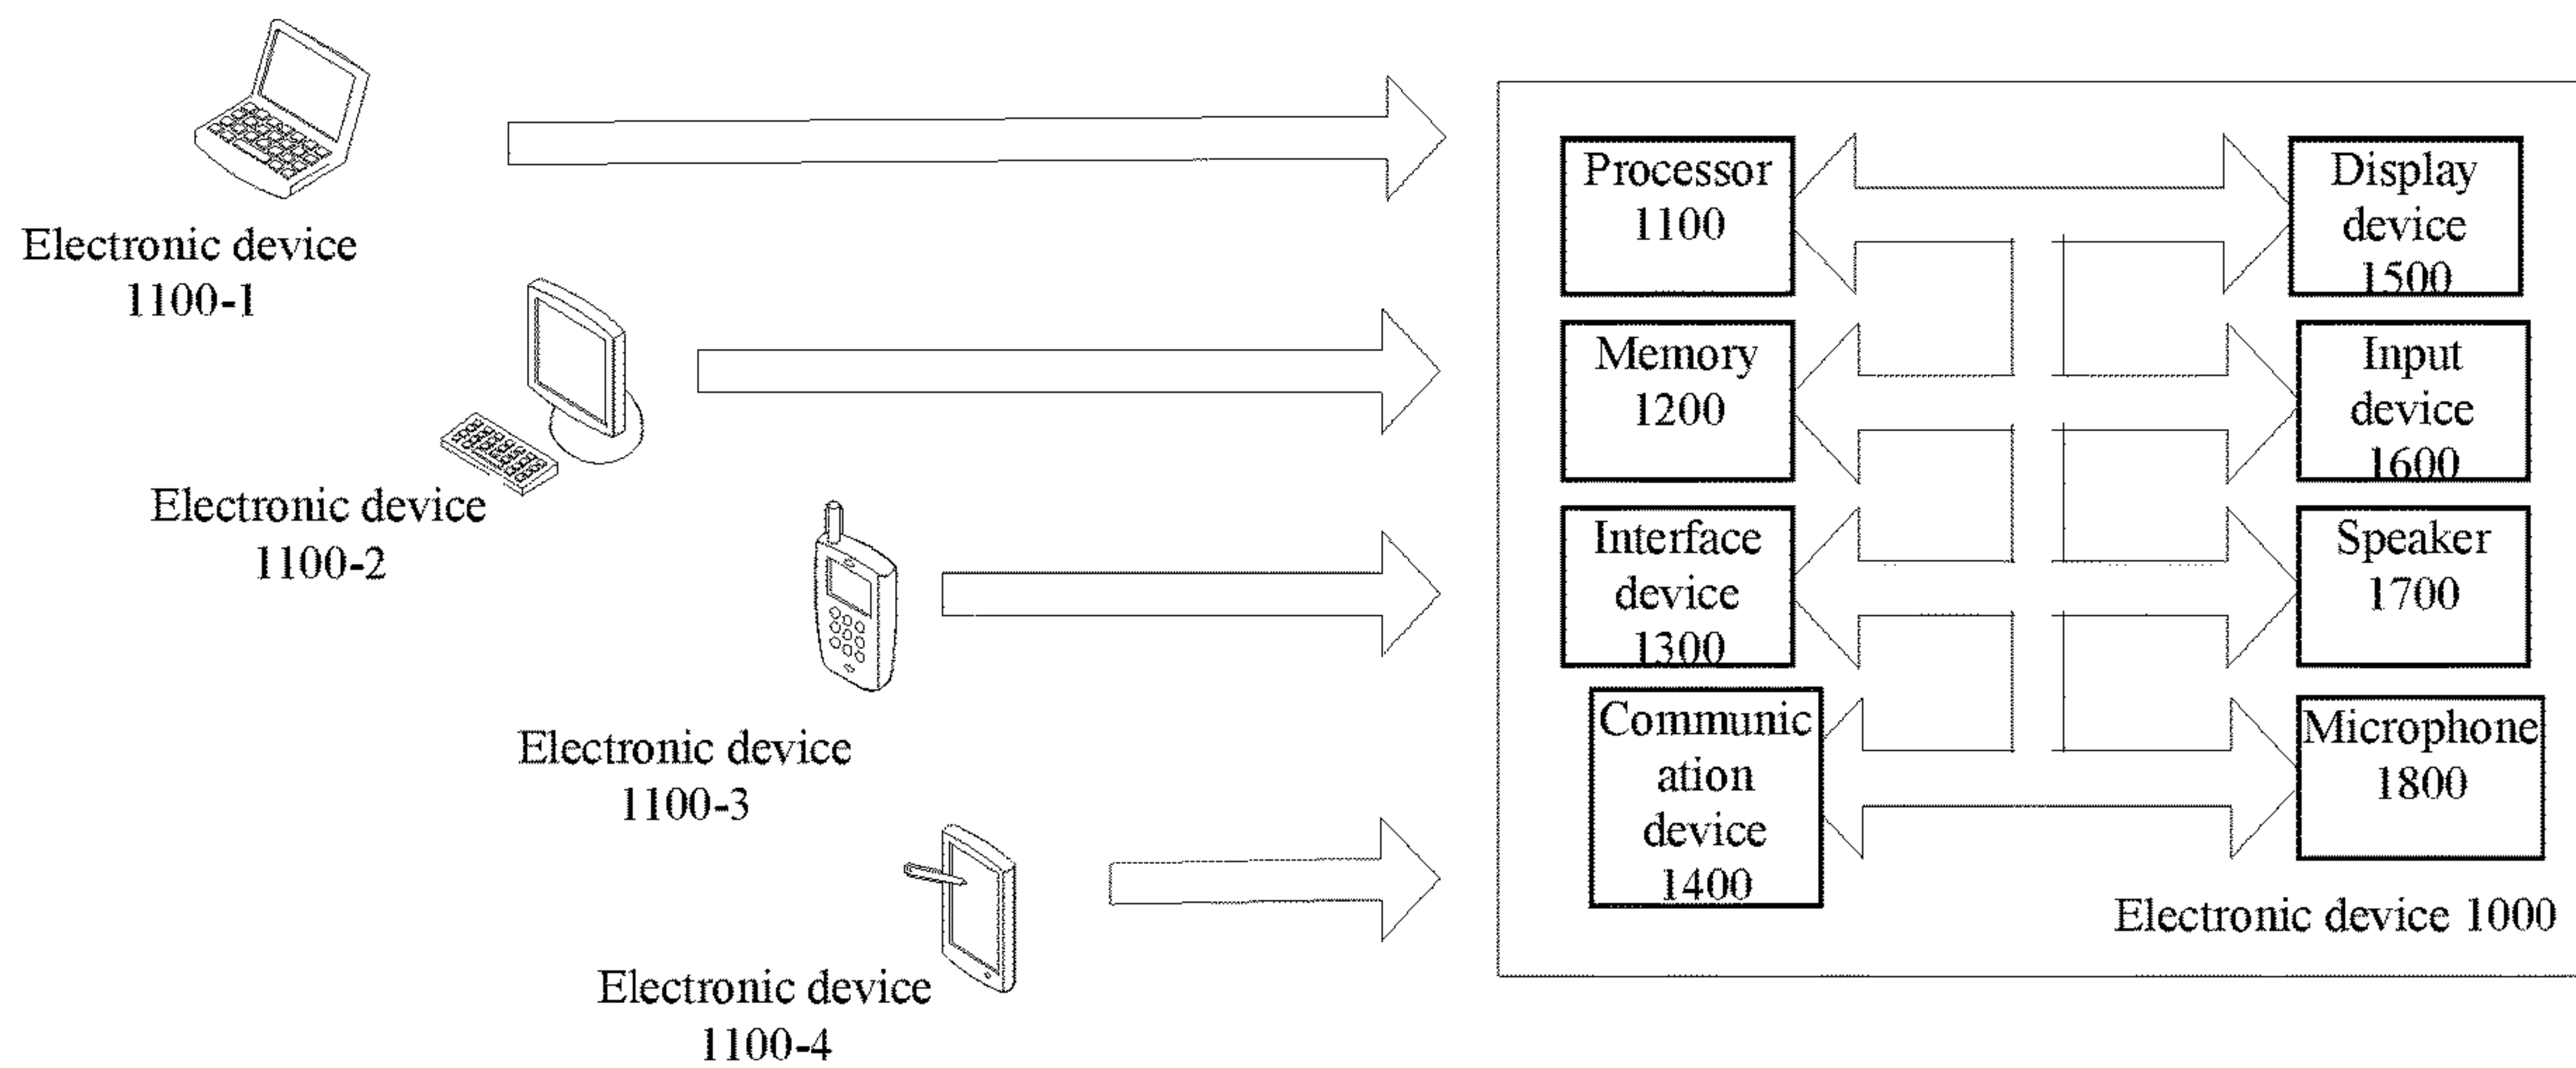 Electronic device
1100-1
Electronic device
1100-2
Electronic device
1100-3
Electronic device
1100-4
Processor
1100
Memory
1200
Interface
device
1300
Communic
ation
device
1400
Display
device
1500
Input
device
1600
Speaker
1700
Microphone
1800
Electronic device 1000